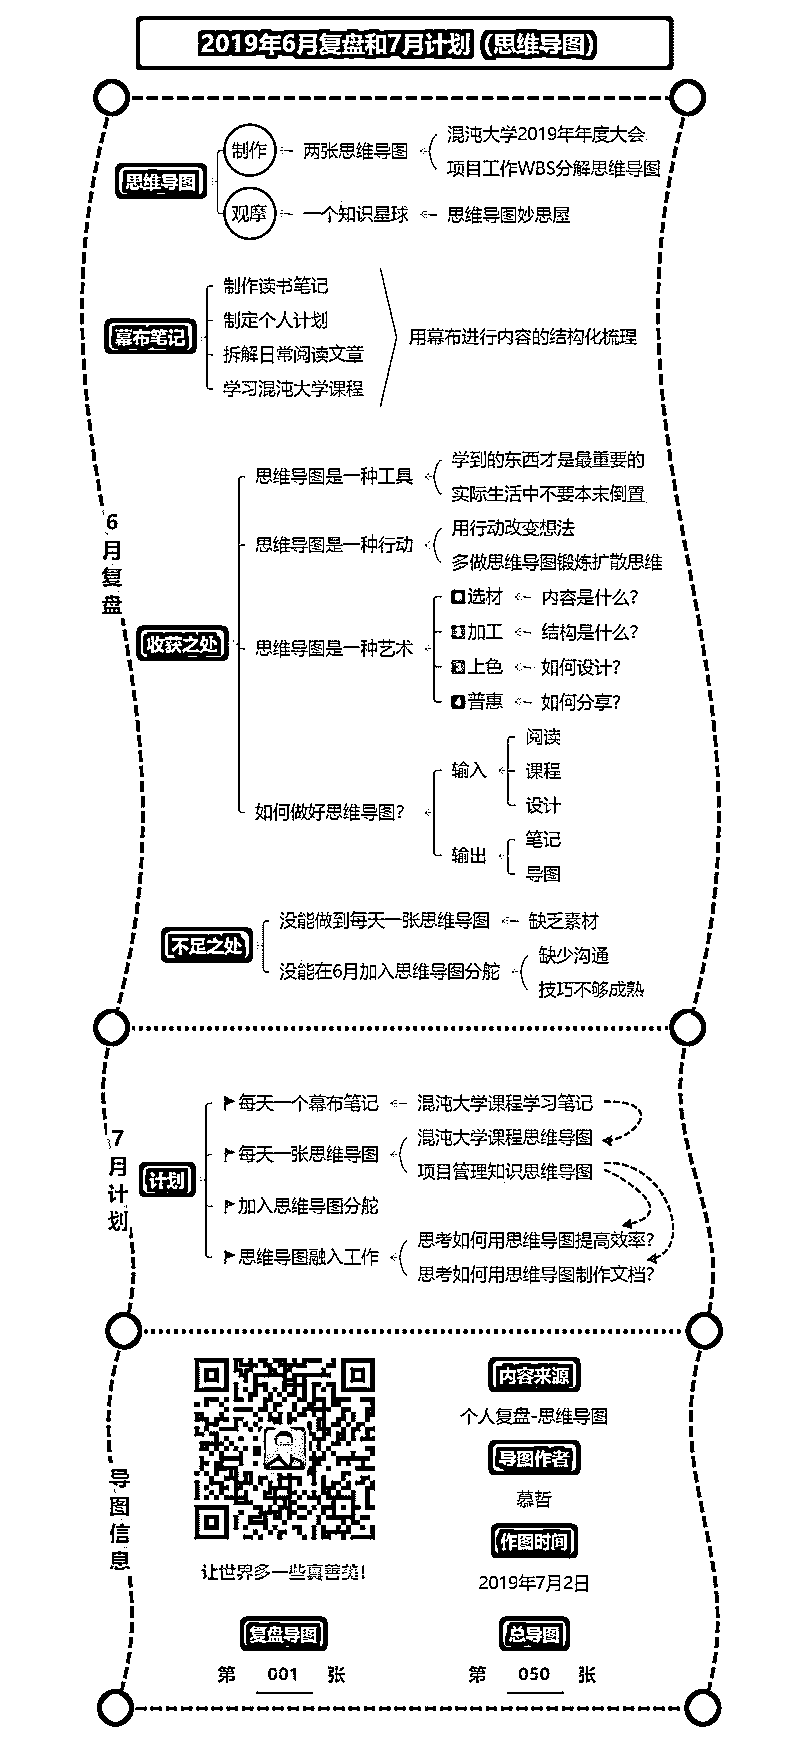 2019年6月复盘和7月计划（思维导图）
6月复盘
思维导图
制作
两张思维导图
混沌大学2019年年度大会
项目工作WBS分解思维导图
观摩
一个知识星球
思维导图妙思屋
幕布笔记
制作读书笔记
制定个人计划
拆解日常阅读文章
学习混沌大学课程
用幕布进行内容的结构化梳理
收获之处
思维导图是一种工具
学到的东西才是最重要的
实际生活中不要本末倒置
思维导图是一种行动
用行动改变想法
多做思维导图锻炼扩散思维
思维导图是一种艺术
选材
内容是什么？
加工
结构是什么？
上色
如何设计？
4 普惠
如何分享？
如何做好思维导图？
输入
阅读
课程
设计
输出
笔记
导图
不足之处
没能做到每天一张思维导图
缺乏素材
没能在6月加入思维导图分舵
缺少沟通
技巧不够成熟
7月计划
计划
每天一个幕布笔记
混沌大学课程学习笔记
每天一张思维导图
混沌大学课程思维导图
项目管理知识思维导图
加入思维导图分舵
思维导图融入工作
思考如何用思维导图提高效率？
思考如何用思维导图制作文档？
导图信息
让世界多一些真善美！
内容来源
个人复盘-思维导图
导图作者
慕哲
作图时间
2019年7月2日
复盘导图
第 001 张
总导图
第 050 张